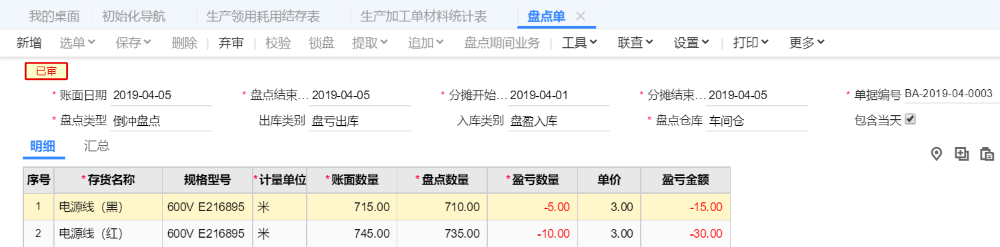 我的桌面 初始化导航 生产领用耗用结存表 生产加工单材料统计表 盘点单
新增 选单 保存 删除 弃审 校验 锁盘 提取 追加 盘点期间业务 工具 联查 设置 打印 更多
已审
* 账面日期 2019-04-05 * 盘点结束... 2019-04-05 * 分摊开始... 2019-04-01 * 分摊结束... 2019-04-05 * 单据编号 BA-2019-04-0003
* 盘点类型 倒冲盘点 出库类别 盘亏出库 入库类别 盘盈入库 * 盘点仓库 车间仓 包含当天
明细 汇总
序号 *存货名称 规格型号 *计量单位 *账面数量 *盘点数量 *盈亏数量 单价 盈亏金额
1 电源线（黑） 600V E216895 米 715.00 710.00 -5.00 3.00 -15.00
2 电源线（红） 600V E216895 米 745.00 735.00 -10.00 3.00 -30.00